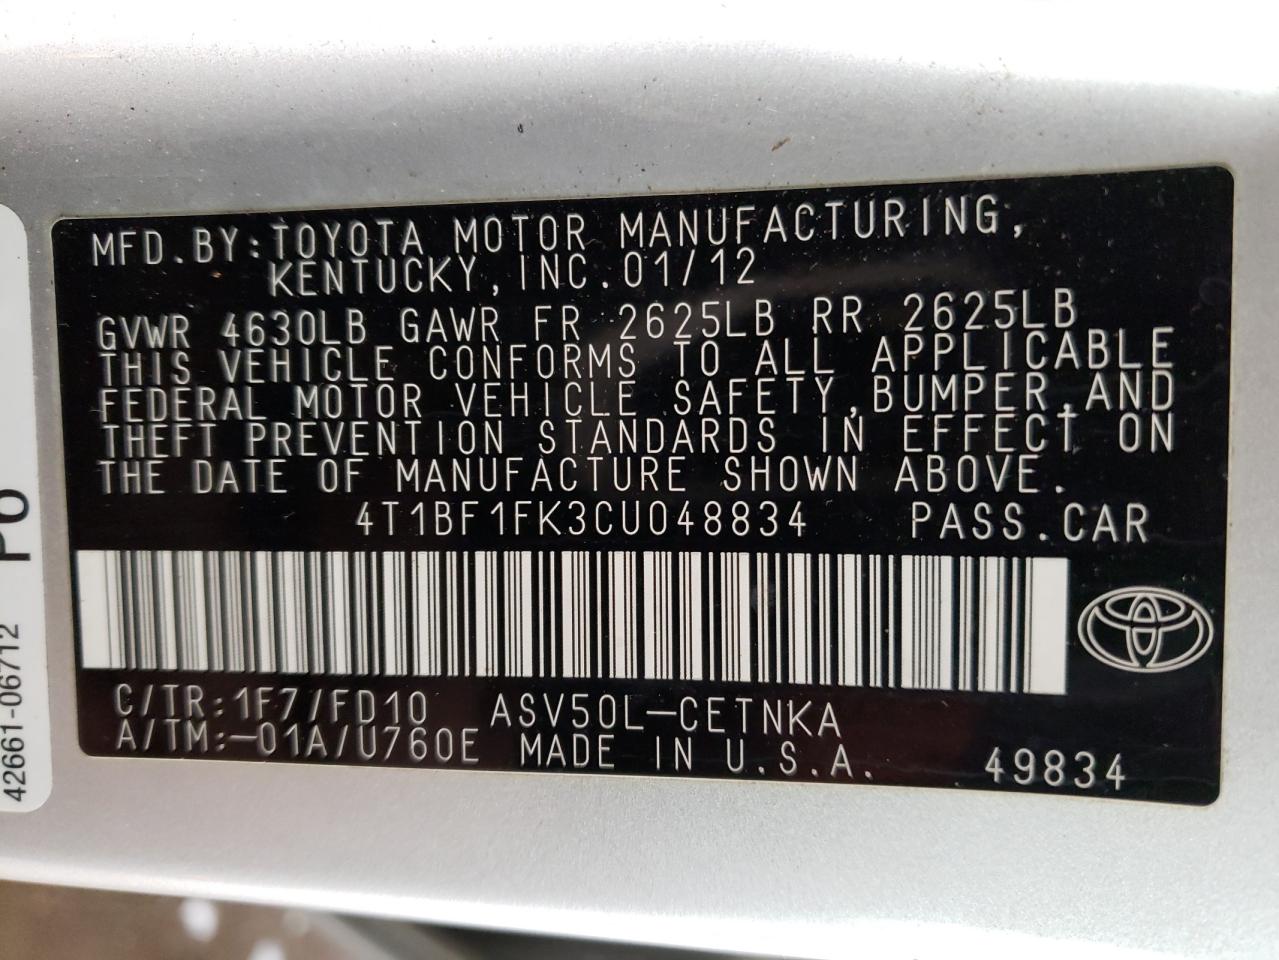 MFD.BY:TOYOTA MOTOR MANUFACTURING,
KENTUCKY,INC.01/12
GVWR 4630LB GAWR FR 2625LB RR 2625LB
THIS VEHICLE CONFORMS TO ALL APPLICABLE
FEDERAL MOTOR VEHICLE SAFETY,BUMPER,AND
THEFT PREVENTION STANDARDS IN EFFECT ON
THE DATE OF MANUFACTURE SHOWN ABOVE.
4T1BF1FK3CU048834 PASS.CAR
C/TR:1F7/FD10 ASV50L-CETNKA
A/TM:-01A/U760E MADE IN U.S.A. 49834
42661-06712